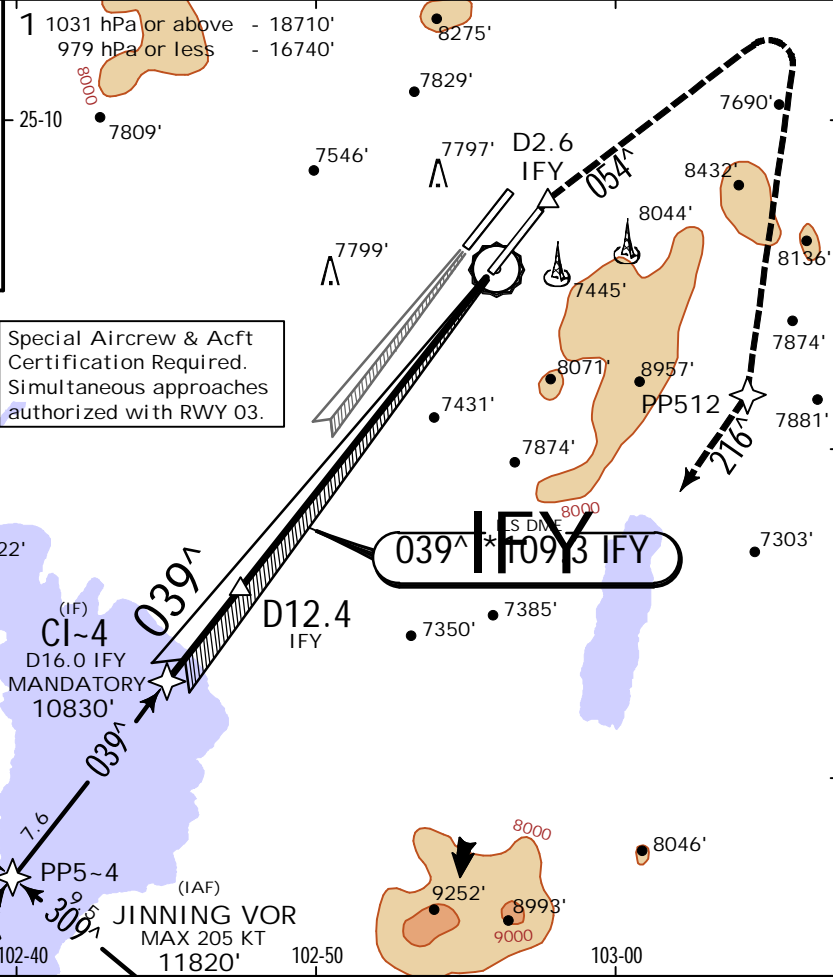 1 1031 hPa or above - 18710'
979 hPa or less - 16740'
8275'
8000
7829'
25-10
7809'
7690'
7546'
7797'
D2.6
IFY
054^
8432'
8044'
7799'
8136'
7445'
7874'
Special Aircrew & Acft
Certification Required.
Simultaneous approaches
authorized with RWY 03.
8071'
8957'
PP512
7881'
7431'
216^
7874'
8000
ILS DME
039^ *109.3 IFY
IFY
7303'
22'
039^
(IF)
CI~4
D16.0 IFY
MANDATORY
10830'
D12.4
IFY
7385'
7350'
039^
7.6
8000
8046'
PP5~4
9.5
309^
(IAF)
JINNING VOR
MAX 205 KT
11820'
9252'
8993'
9000
102-40
102-50
103-00